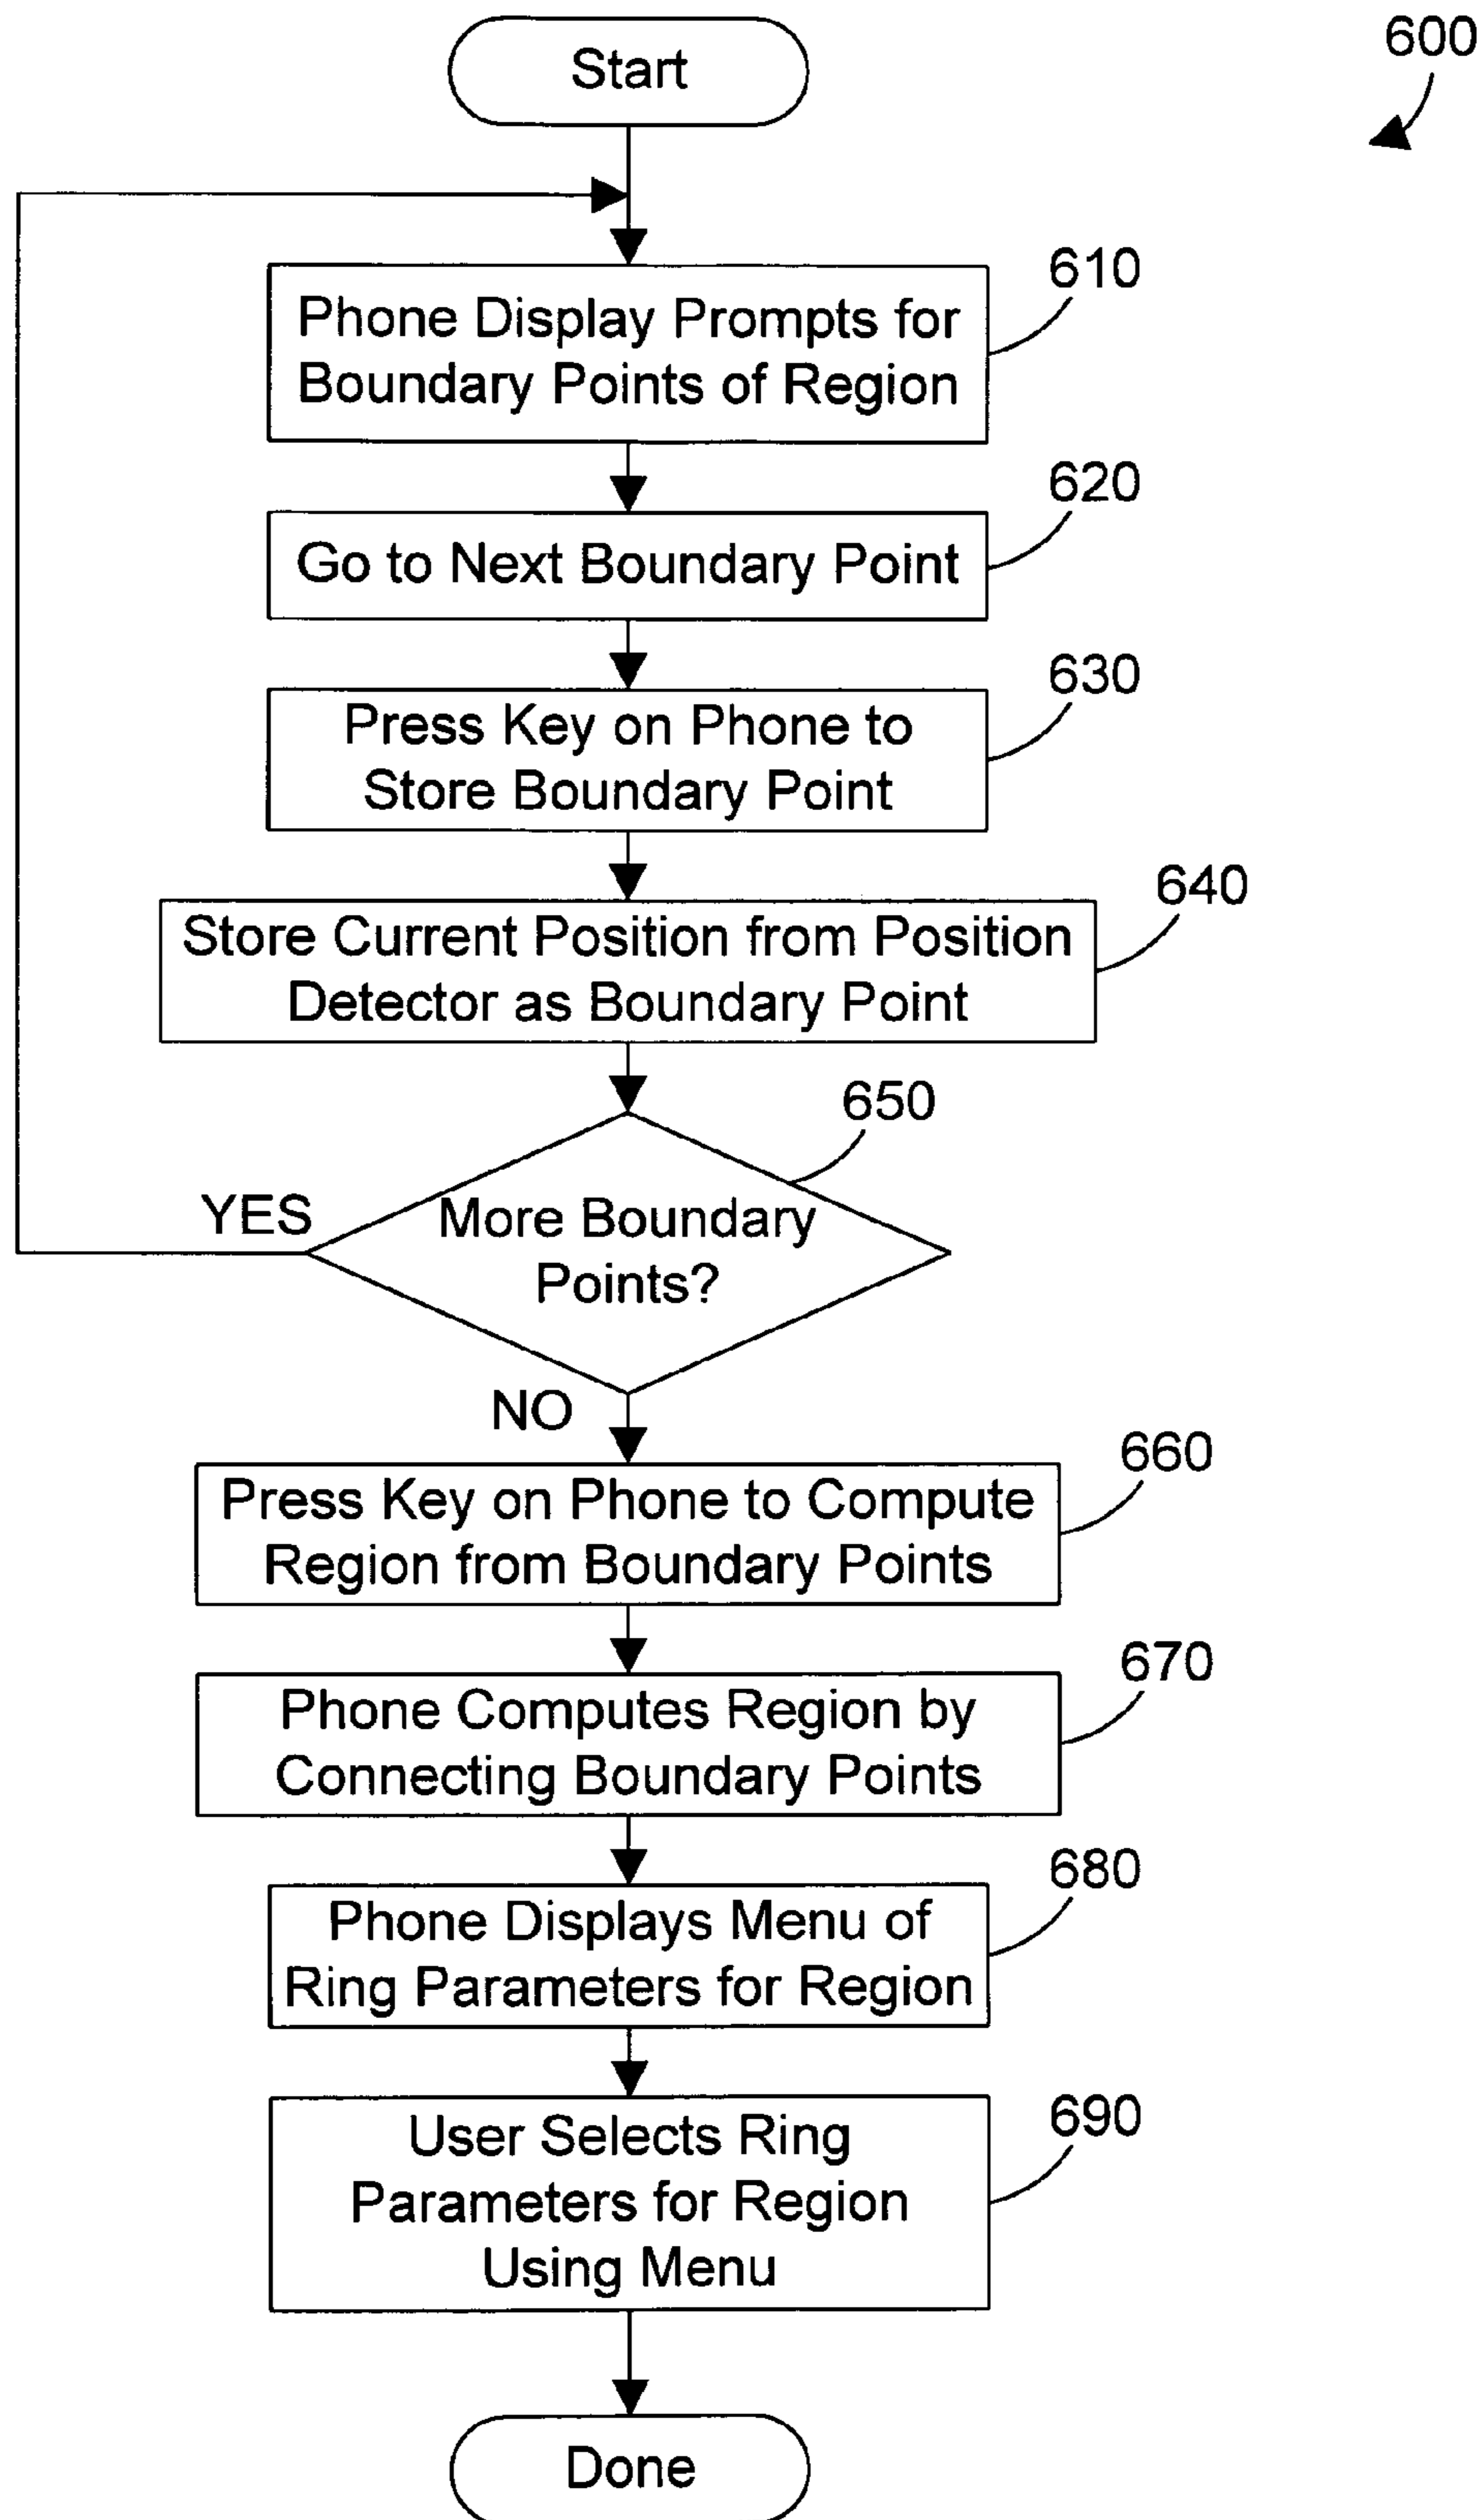 Start
600
Phone Display Prompts for
Boundary Points of Region
610
Go to Next Boundary Point
620
Press Key on Phone to
Store Boundary Point
630
Store Current Position from Position
Detector as Boundary Point
640
More Boundary
Points?
650
YES
NO
Press Key on Phone to Compute
Region from Boundary Points
660
Phone Computes Region by
Connecting Boundary Points
670
Phone Displays Menu of
Ring Parameters for Region
680
User Selects Ring
Parameters for Region
Using Menu
690
Done